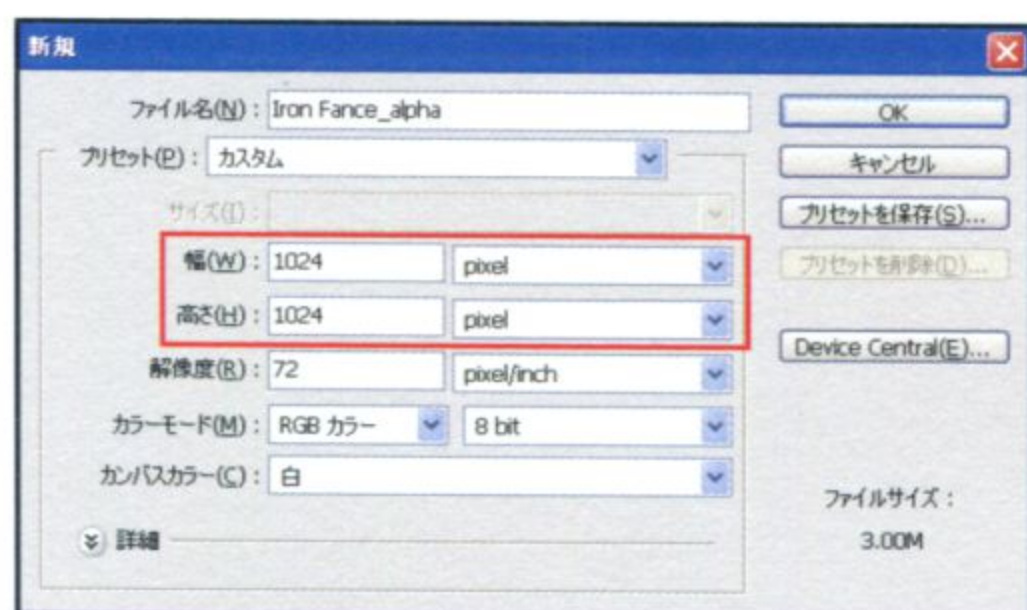 新規
ファイル名(N): Iron Fance_alpha
OK
プリセット(P): カスタム
キャンセル
サイズ(I):
プリセットを保存(S)...
幅(W): 1024 pixel
プリセットを削除(D)...
高さ(H): 1024 pixel
Device Central(E)...
解像度(R): 72 pixel/inch
カラーモード(M): RGB カラー 8 bit
カンバスカラー(C): 白
ファイルサイズ:
詳細
3.00M